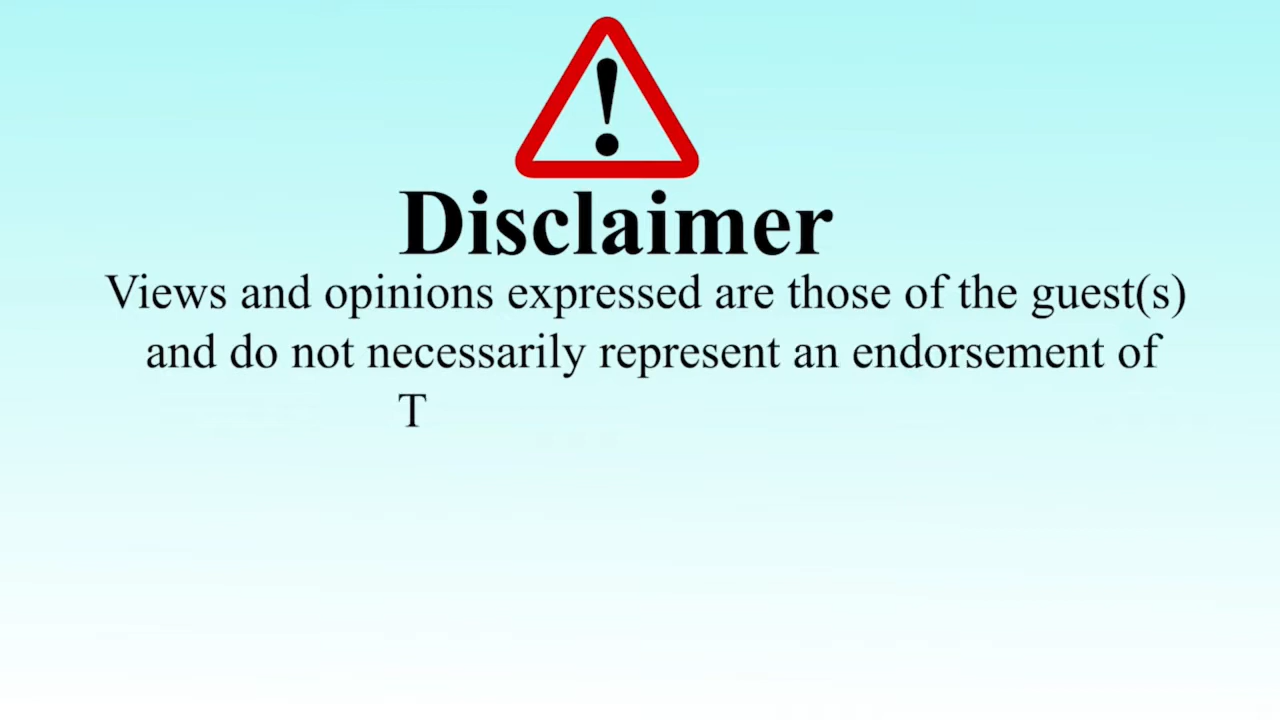 Disclaimer
Views and opinions expressed are those of the guest(s)
and do not necessarily represent an endorsement of
T